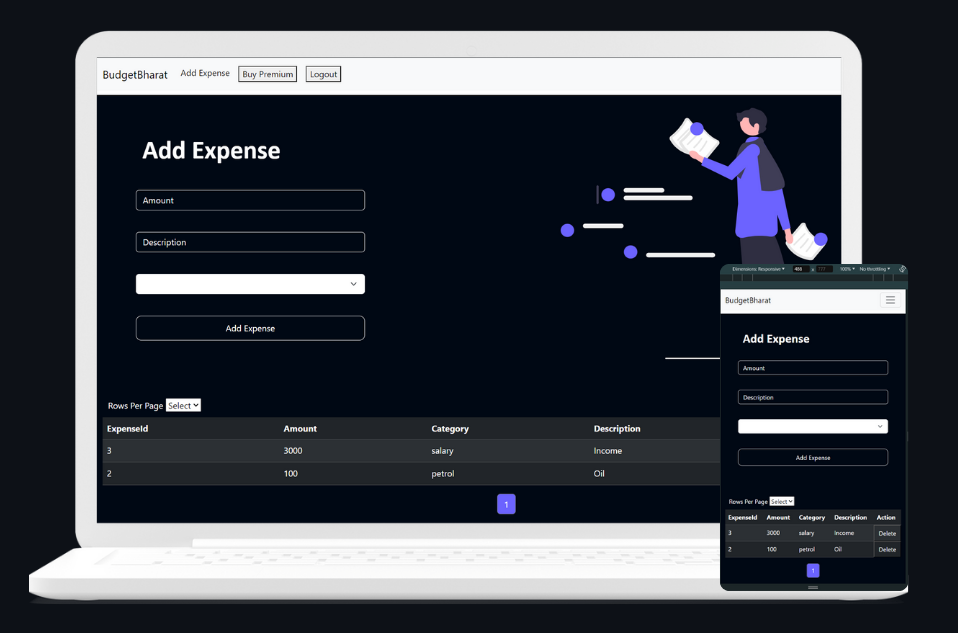 BudgetBharat Add Expense Buy Premium Logout
Add Expense
Amount
Description
Add Expense
Rows Per Page Select
ExpenseId Amount Category Description
3 3000 salary Income
2 100 petrol Oil
1
Dimensions: Responsive 100% No throttling
BudgetBharat
Add Expense
Amount
Description
Add Expense
Rows Per Page Select
ExpenseId Amount Category Description Action
3 3000 salary Income Delete
2 100 petrol Oil Delete
1